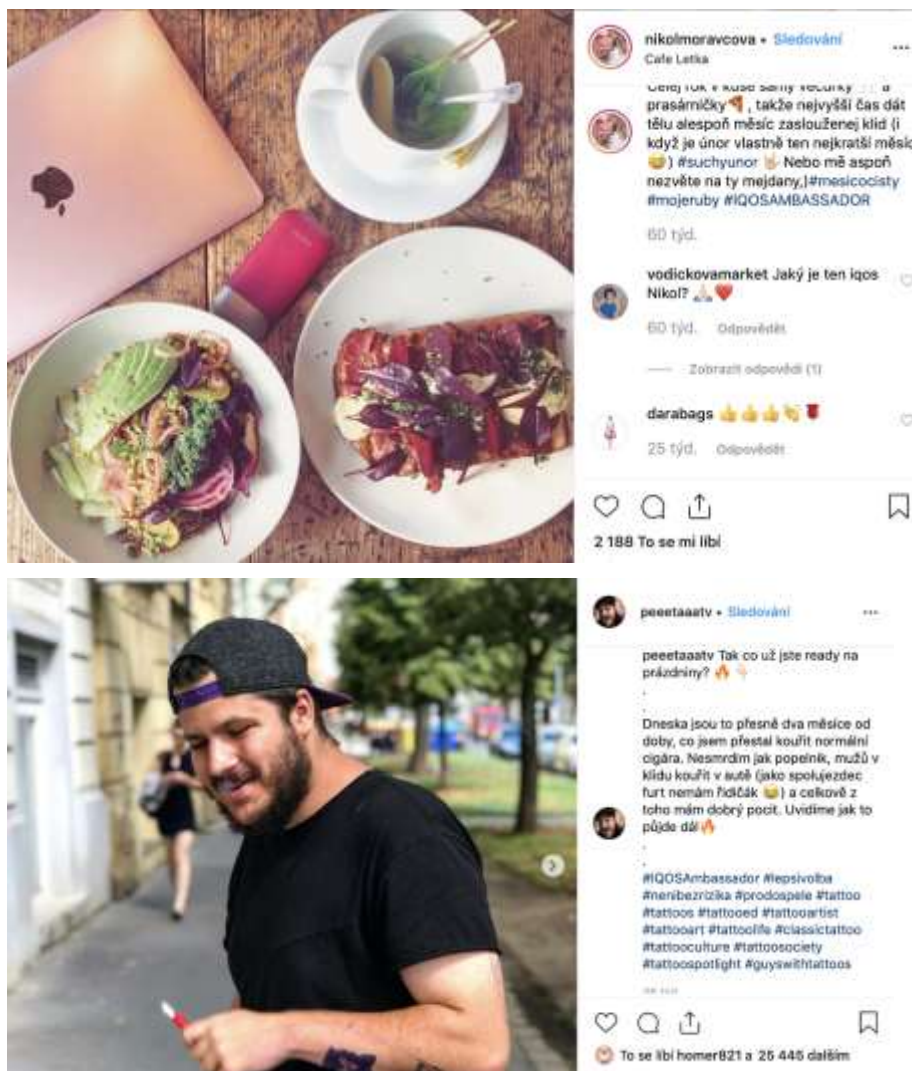 nikolmoravcova • Sledování
Cafe Letka
Celej rok v kuse samý večírky a
prasárničky🍕, takže nejvyšší čas dát
tělu alespoň měsíc zaslouženej klid (i
když je únor vlastně ten nejkratší měsíc
😂) #suchyunor 🤟🏻 Nebo mě aspoň
nezvěte na ty mejdany,)#mesicocisty
#mojeruby #IQOSAMBASSADOR
60 týd.
vodickovamarket Jaký je ten iqos
Nikol? 🙏🏻❤️
60 týd. Odpovědět
Zobrazit odpovědi (1)
darabags 👍👍👍👏🌹
25 týd. Odpovědět
2 188 To se mi líbí
peeetaaatv • Sledování
peeetaaatv Tak co už jste ready na
prázdniny? 🔥👇🏻
.
.
Dneska jsou to přesně dva měsíce od
doby, co jsem přestal kouřit normální
cigára. Nesmrdím jak popelník, mužů v
klidu kouřit v autě (jako spolujezdec
furt nemám řidičák 😂) a celkově z
toho mám dobrý pocit. Uvidíme jak to
půjde dál🔥
.
.
#IQOSAmbassador #lepsivolba
#nenibezrizika #prodospele #tattoo
#tattoos #tattooed #tattooartist
#tattooart #tattoolife #classictattoo
#tattooculture #tattoosociety
#tattoospotlight #guyswithtattoos
To se líbí homer821 a 25 445 dalším